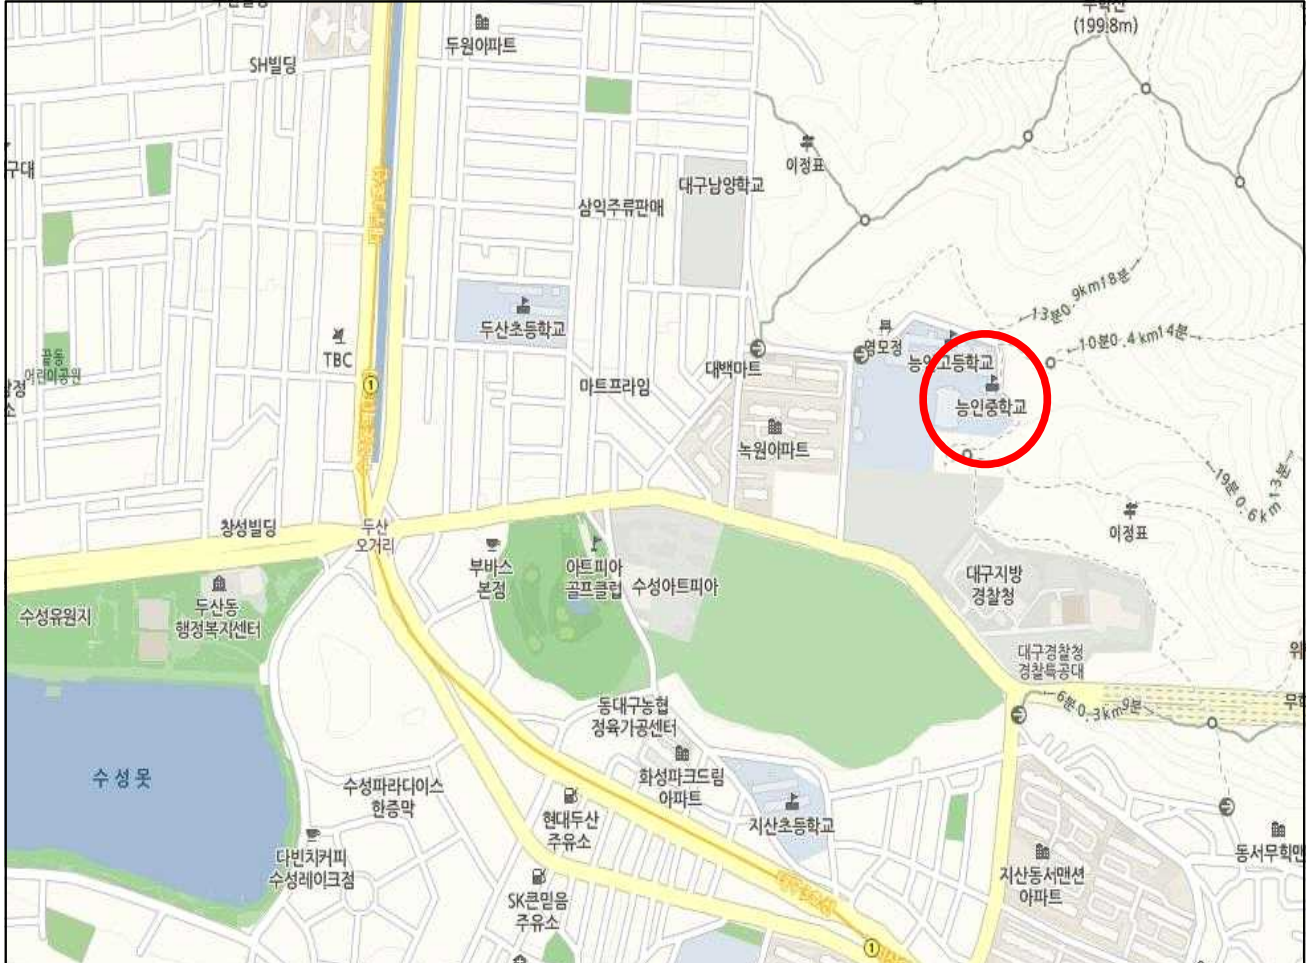 (199.8m)
두원아파트
SH빌딩
이정표
구대
대구남양학교
삼익주류판매
13분0.9km18분
두산초등학교
영모정
10분0.4km14분
TBC
능인고등학교
대백마트
꿈동
어린이공원
마트프라임
능인중학교
1
녹원아파트
19분0.6km13분
창성빌딩
두산
오거리
이정표
부바스
본점
아트피아
골프클럽
수성아트피아
대구지방
경찰청
수성유원지
두산동
행정복지센터
대구경찰청
경찰특공대
위
6분0.3km9분
동대구농협
정육가공센터
수성못
수성파라디이스
한증막
화성파크드림
아파트
현대두산
주유소
지산초등학교
다빈치커피
수성레이크점
지산동서맨션
아파트
동서무학맨
SK큰믿음
주유소
1